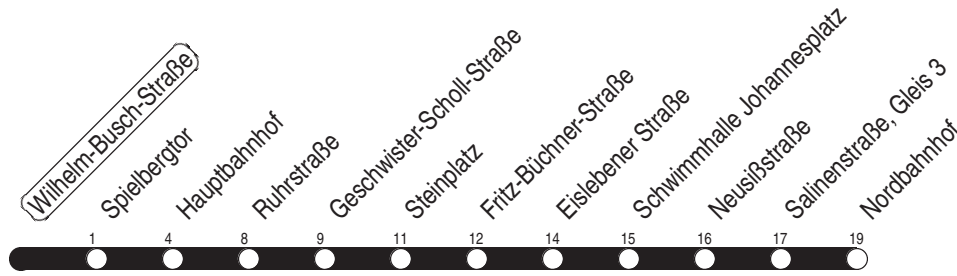 Wilhelm-Busch-Straße
Spielbergtor
Hauptbahnhof
Ruhrstraße
Geschwister-Scholl-Straße
Steinplatz
Fritz-Büchner-Straße
Eislebener Straße
Schwimmhalle Johannesplatz
Neusißstraße
Salinenstraße, Gleis 3
Nordbahnhof
1 4 8 9 11 12 14 15 16 17 19